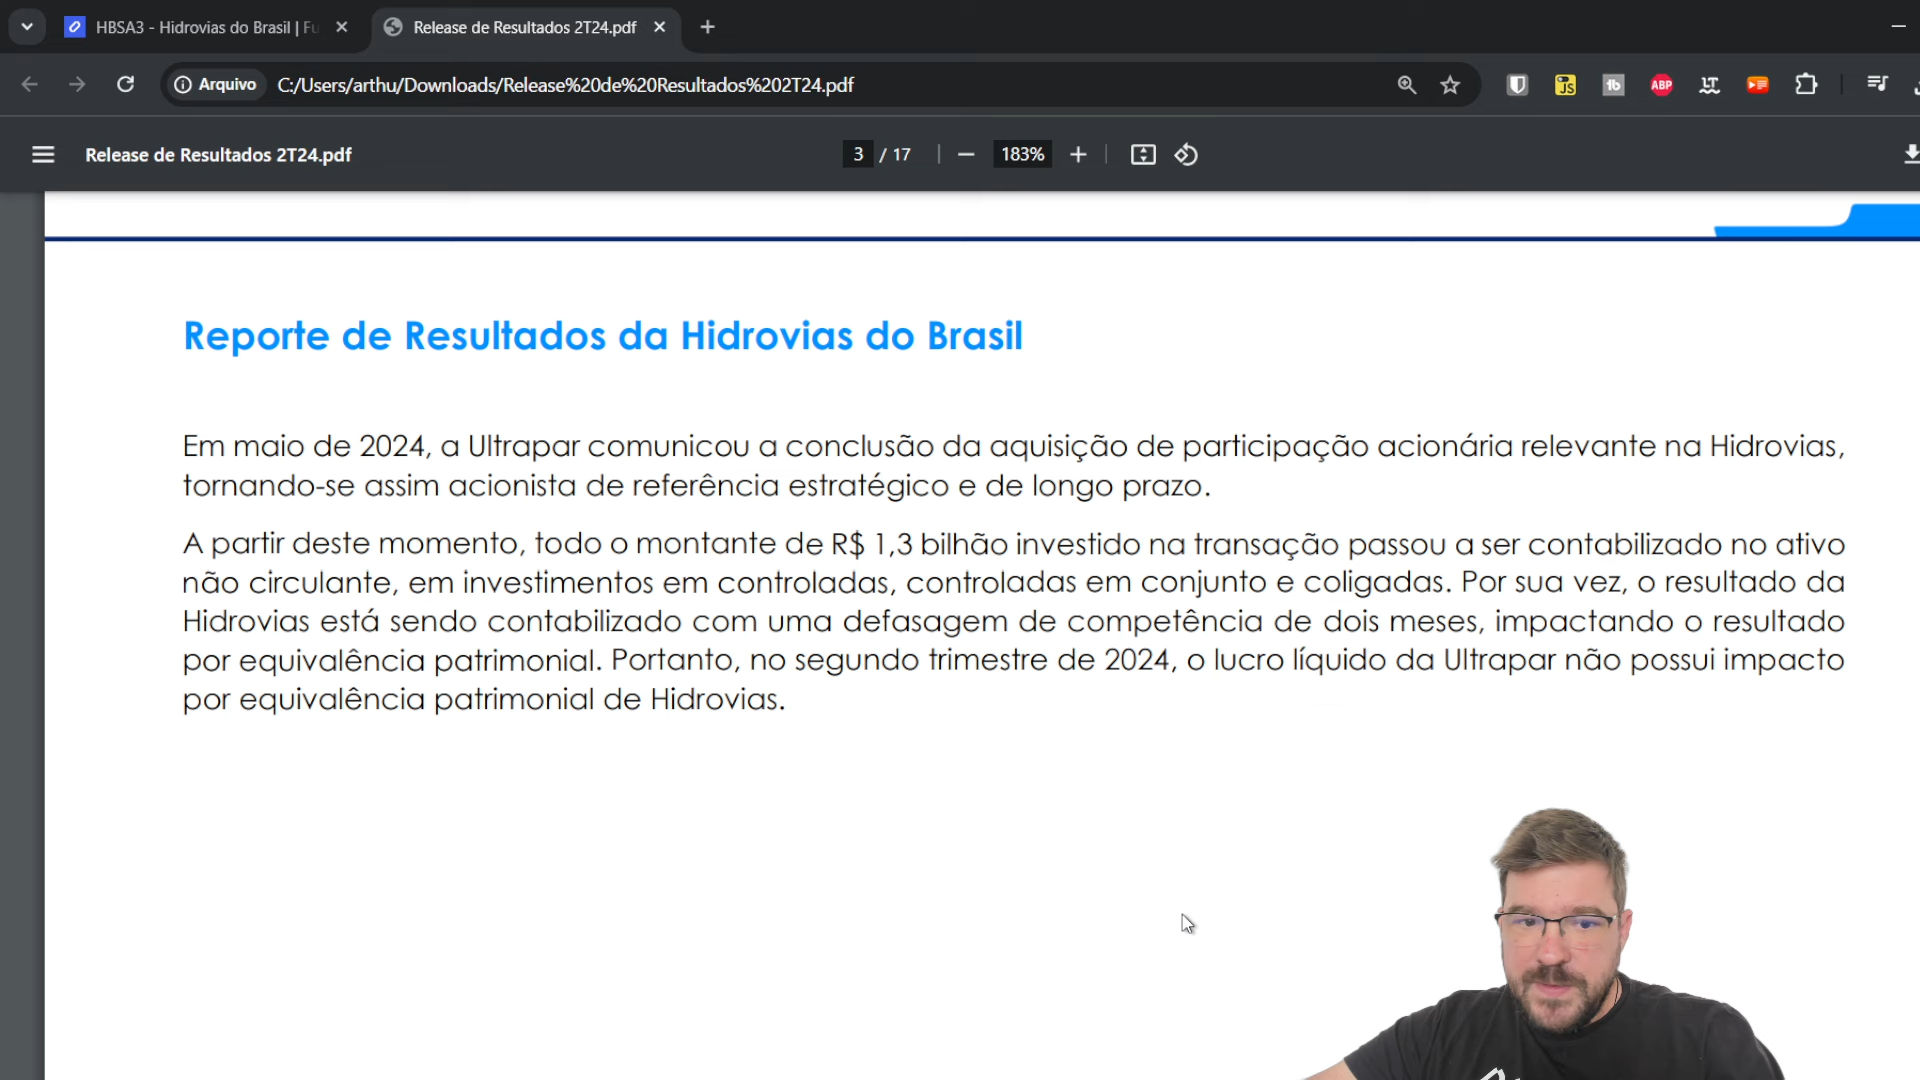 HBSA3 - Hidrovias do Brasil | Fu
Release de Resultados 2T24.pdf
Arquivo
C:/Users/arthu/Downloads/Release%20de%20Resultados%202T24.pdf
JS
tb
ABP
Release de Resultados 2T24.pdf
3 / 17
183%
Reporte de Resultados da Hidrovias do Brasil
Em maio de 2024, a Ultrapar comunicou a conclusão da aquisição de participação acionária relevante na Hidrovias,
tornando-se assim acionista de referência estratégico e de longo prazo.
A partir deste momento, todo o montante de R$ 1,3 bilhão investido na transação passou a ser contabilizado no ativo
não circulante, em investimentos em controladas, controladas em conjunto e coligadas. Por sua vez, o resultado da
Hidrovias está sendo contabilizado com uma defasagem de competência de dois meses, impactando o resultado
por equivalência patrimonial. Portanto, no segundo trimestre de 2024, o lucro líquido da Ultrapar não possui impacto
por equivalência patrimonial de Hidrovias.